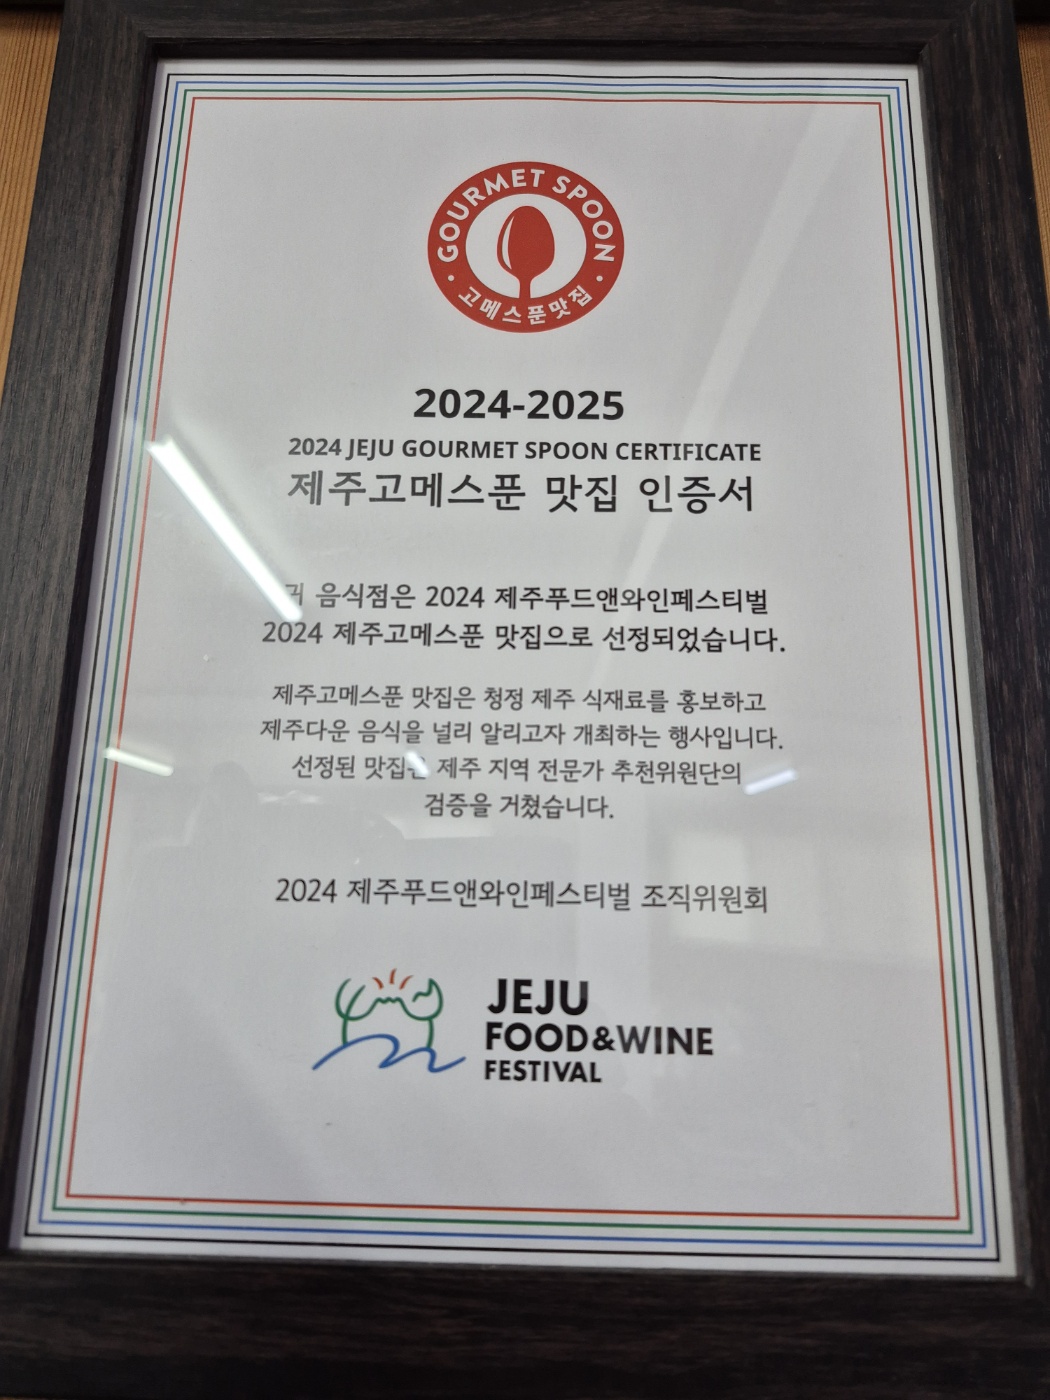 GOURMET SPOON
· 고메스푼맛집 ·
2024-2025
2024 JEJU GOURMET SPOON CERTIFICATE
제주고메스푼 맛집 인증서
귀 음식점은 2024 제주푸드앤와인페스티벌
2024 제주고메스푼 맛집으로 선정되었습니다.
제주고메스푼 맛집은 청정 제주 식재료를 홍보하고
제주다운 음식을 널리 알리고자 개최하는 행사입니다.
선정된 맛집은 제주 지역 전문가 추천위원단의
검증을 거쳤습니다.
2024 제주푸드앤와인페스티벌 조직위원회
JEJU
FOOD&WINE
FESTIVAL